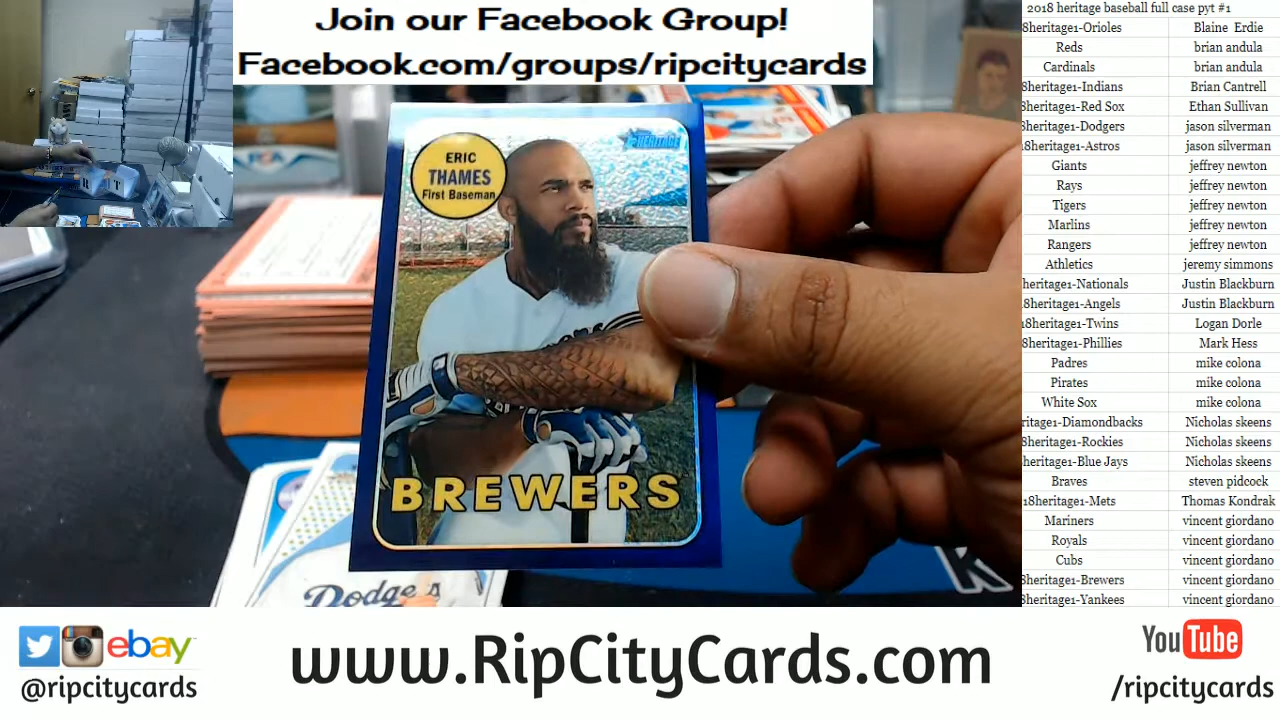 Join our Facebook Group!
Facebook.com/groups/ripcitycards
ERIC
THAMES
First Baseman
HERITAGE
BREWERS
Dodge s
2018 heritage baseball full case pyt #1
8heritage1-Orioles Blaine Erdie
Reds brian andula
Cardinals brian andula
8heritage1-Indians Brian Cantrell
8heritage1-Red Sox Ethan Sullivan
8heritage1-Dodgers jason silverman
8heritage1-Astros jason silverman
Giants jeffrey newton
Rays jeffrey newton
Tigers jeffrey newton
Marlins jeffrey newton
Rangers jeffrey newton
Athletics jeremy simmons
heritage1-Nationals Justin Blackburn
8heritage1-Angels Justin Blackburn
18heritage1-Twins Logan Dorle
8heritage1-Phillies Mark Hess
Padres mike colona
Pirates mike colona
White Sox mike colona
ritage1-Diamondbacks Nicholas skeens
8heritage1-Rockies Nicholas skeens
heritage1-Blue Jays Nicholas skeens
Braves steven pidcock
18heritage1-Mets Thomas Kondrak
Mariners vincent giordano
Royals vincent giordano
Cubs vincent giordano
8heritage1-Brewers vincent giordano
8heritage1-Yankees vincent giordano
ebay
@ripcitycards
www.RipCityCards.com
YouTube
/ripcitycards